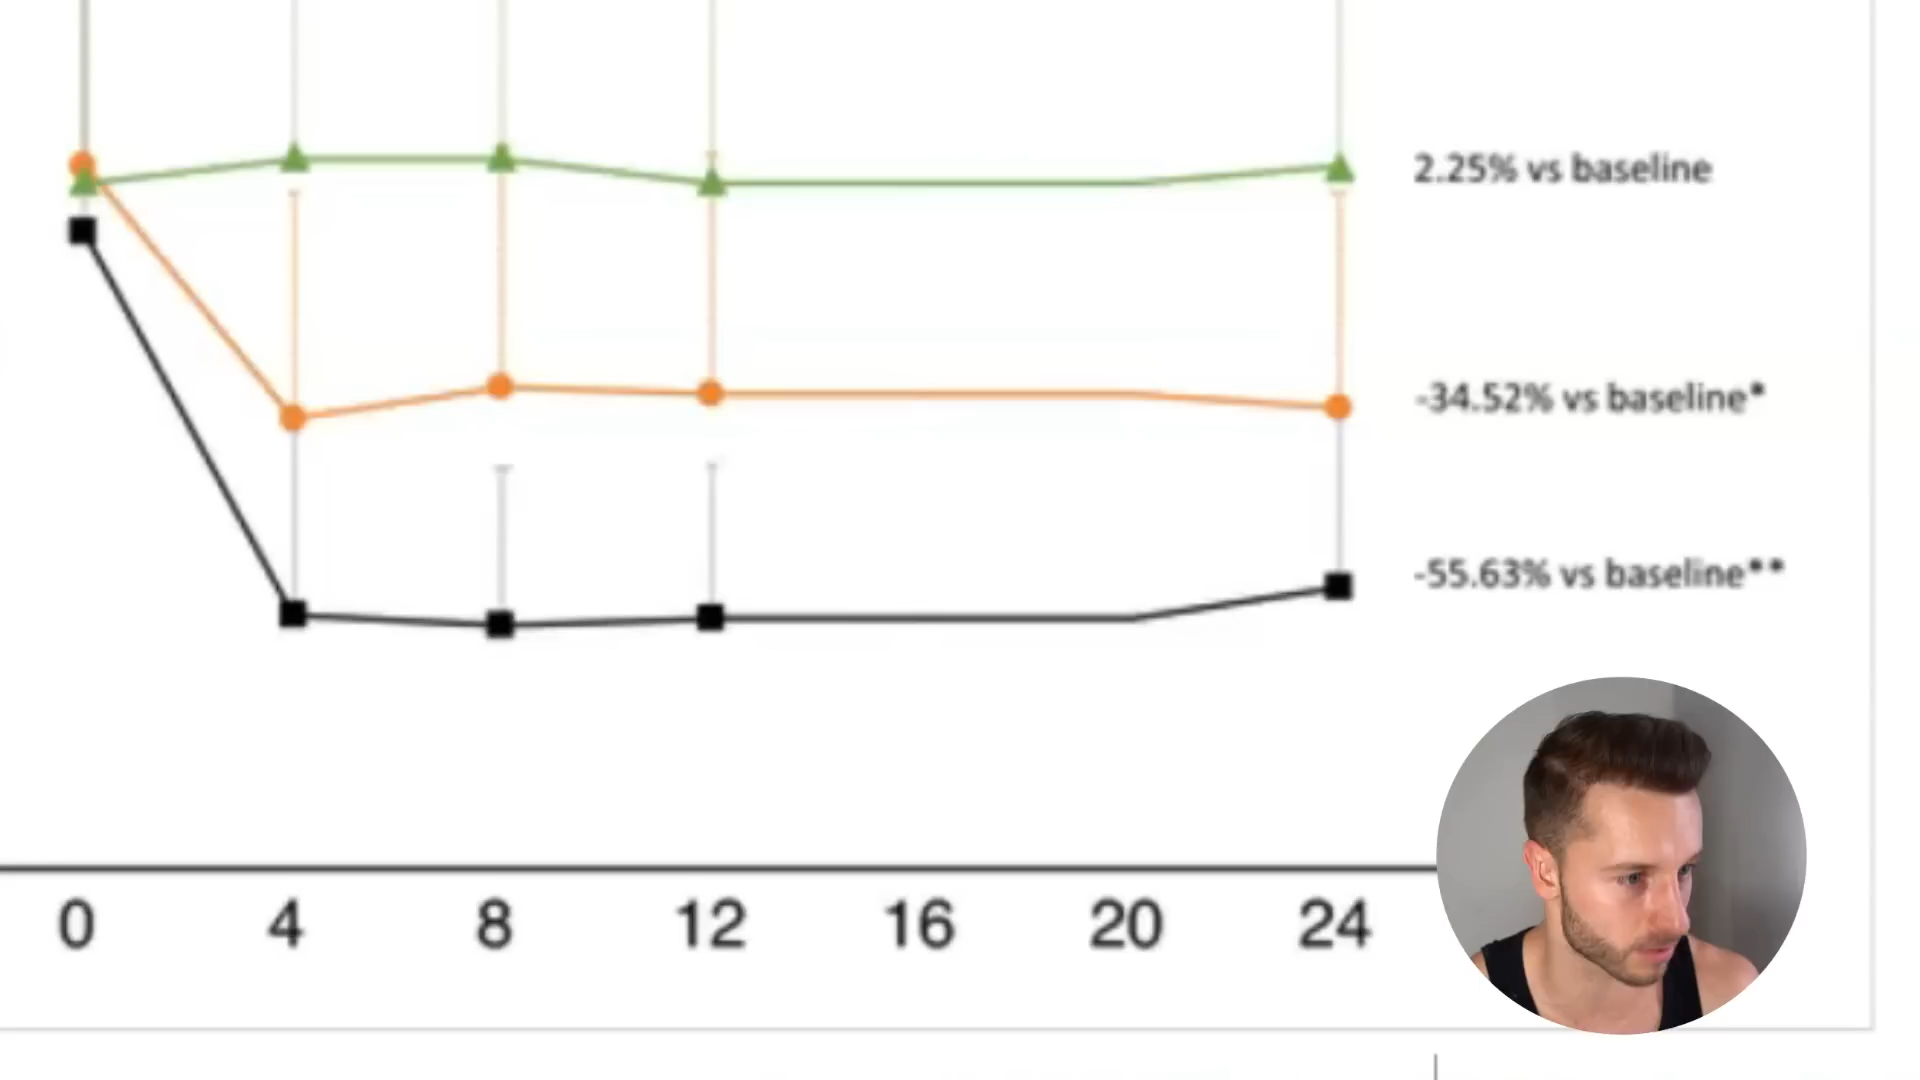 2.25% vs baseline
-34.52% vs baseline*
-55.63% vs baseline**
0 4 8 12 16 20 24